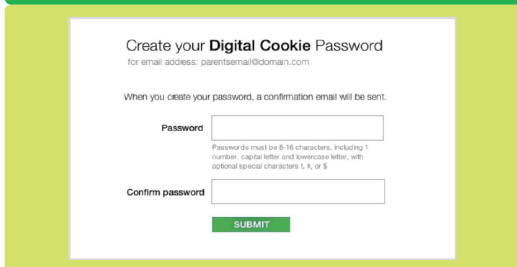 Create your Digital Cookie Password
for email address: parentsemail@domain.com
When you create your password, a confirmation email will be sent.
Password
Passwords must be 8-16 characters, including 1
number, capital letter and lowercase letter, with
optional special characters !, #, or $
Confirm password
SUBMIT